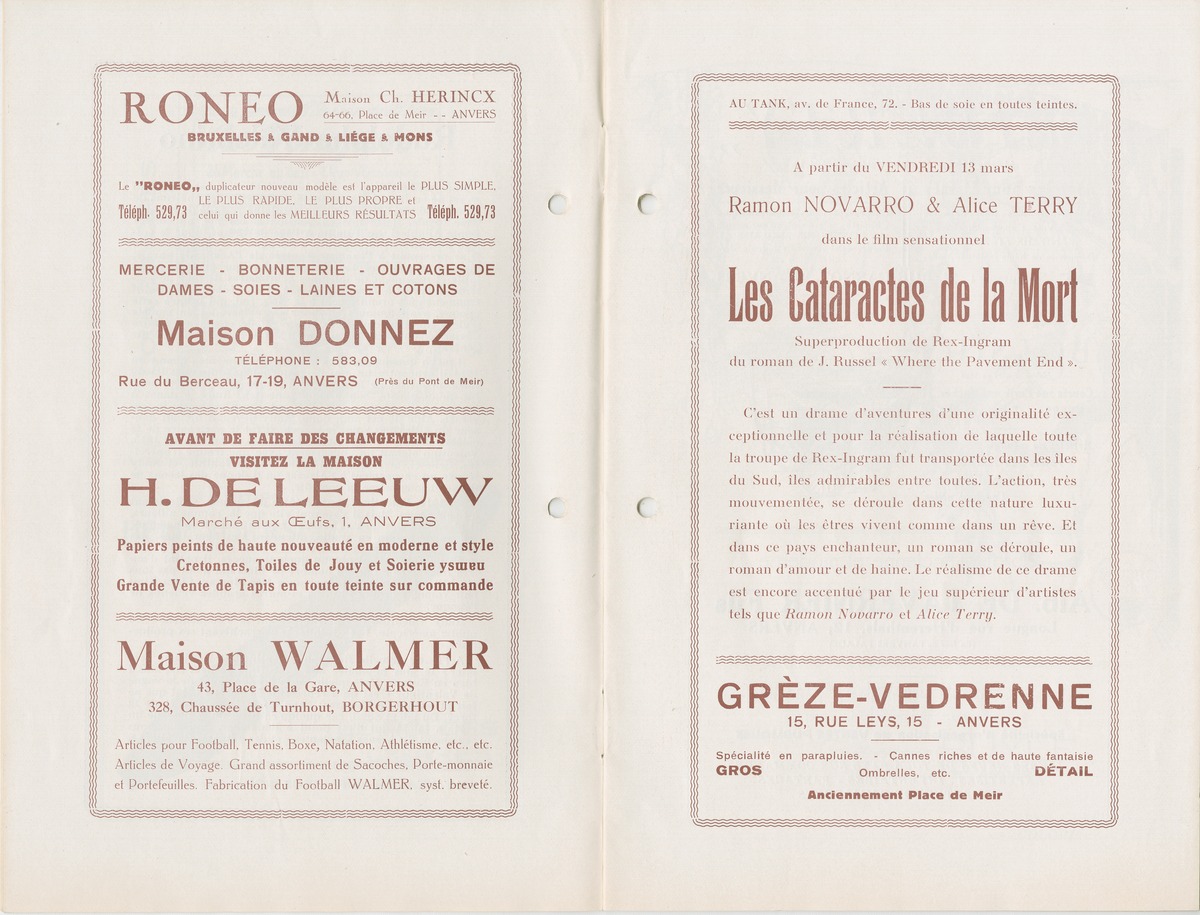 RONEO Maison Ch. HERINCX
64-66, Place de Meir - - ANVERS
BRUXELLES & GAND & LIÉGE & MONS
Le "RONEO„ duplicateur nouveau modèle est l'appareil le PLUS SIMPLE,
LE PLUS RAPIDE, LE PLUS PROPRE et
Téléph. 529,73 celui qui donne les MEILLEURS RÉSULTATS Téléph. 529,73
MERCERIE - BONNETERIE - OUVRAGES DE
DAMES - SOIES - LAINES ET COTONS
Maison DONNEZ
TÉLÉPHONE : 583,09
Rue du Berceau, 17-19, ANVERS (Près du Pont de Meir)
AVANT DE FAIRE DES CHANGEMENTS
VISITEZ LA MAISON
H. DE LEEUW
Marché aux Œufs, 1, ANVERS
Papiers peints de haute nouveauté en moderne et style
Cretonnes, Toiles de Jouy et Soierie
Grande Vente de Tapis en toute teinte sur commande
Maison WALMER
43, Place de la Gare, ANVERS
328, Chaussée de Turnhout, BORGERHOUT
Articles pour Football, Tennis, Boxe, Natation, Athlétisme, etc., etc.
Articles de Voyage. Grand assortiment de Sacoches, Porte-monnaie
et Portefeuilles. Fabrication du Football WALMER, syst. breveté.
AU TANK, av. de France, 72. - Bas de soie en toutes teintes.
A partir du VENDREDI 13 mars
Ramon NOVARRO & Alice TERRY
dans le film sensationnel
Les Cataractes de la Mort
Superproduction de Rex-Ingram
du roman de J. Russel « Where the Pavement End ».
C'est un drame d'aventures d'une originalité ex-
ceptionnelle et pour la réalisation de laquelle toute
la troupe de Rex-Ingram fut transportée dans les îles
du Sud, îles admirables entre toutes. L'action, très
mouvementée, se déroule dans cette nature luxu-
riante où les êtres vivent comme dans un rêve. Et
dans ce pays enchanteur, un roman se déroule, un
roman d'amour et de haine. Le réalisme de ce drame
est encore accentué par le jeu supérieur d'artistes
tels que Ramon Novarro et Alice Terry.
GRÈZE-VEDRENNE
15, RUE LEYS, 15 - ANVERS
Spécialité en parapluies. - Cannes riches et de haute fantaisie
GROS Ombrelles, etc. DÉTAIL
Anciennement Place de Meir